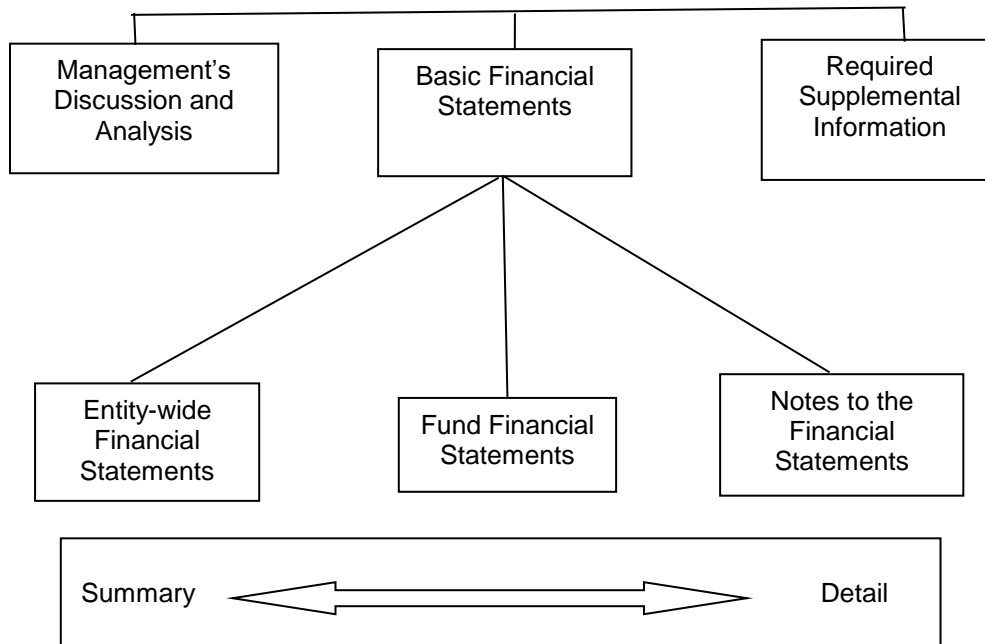 Management’s
Discussion and
Analysis
Basic Financial
Statements
Required
Supplemental
Information
Entity-wide
Financial
Statements
Fund Financial
Statements
Notes to the
Financial
Statements
Summary
Detail